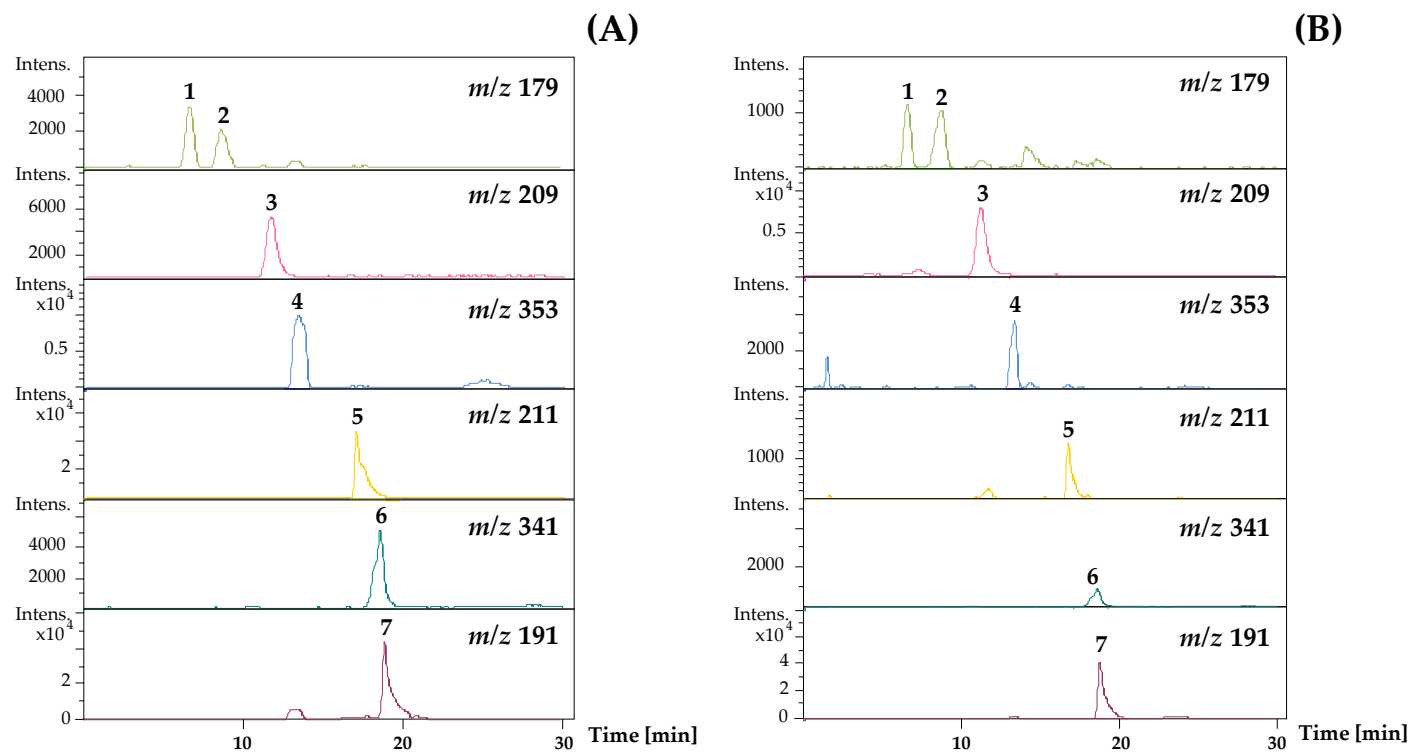 (A)
Intens.
4000
2000
1
2
m/z 179
Intens.
6000
2000
3
m/z 209
Intens.
x10 4
0.5
4
m/z 353
Intens.
x10 4
2
5
m/z 211
Intens.
4000
2000
6
m/z 341
Intens.
x10 4
2
0
7
m/z 191
10
20
30
Time [min]
(B)
Intens.
1000
1
2
m/z 179
Intens.
x10 4
0.5
3
m/z 209
Intens.
2000
4
m/z 353
Intens.
1000
5
m/z 211
Intens.
2000
6
m/z 341
Intens.
x10 4
4
2
0
7
m/z 191
10
20
30
Time [min]